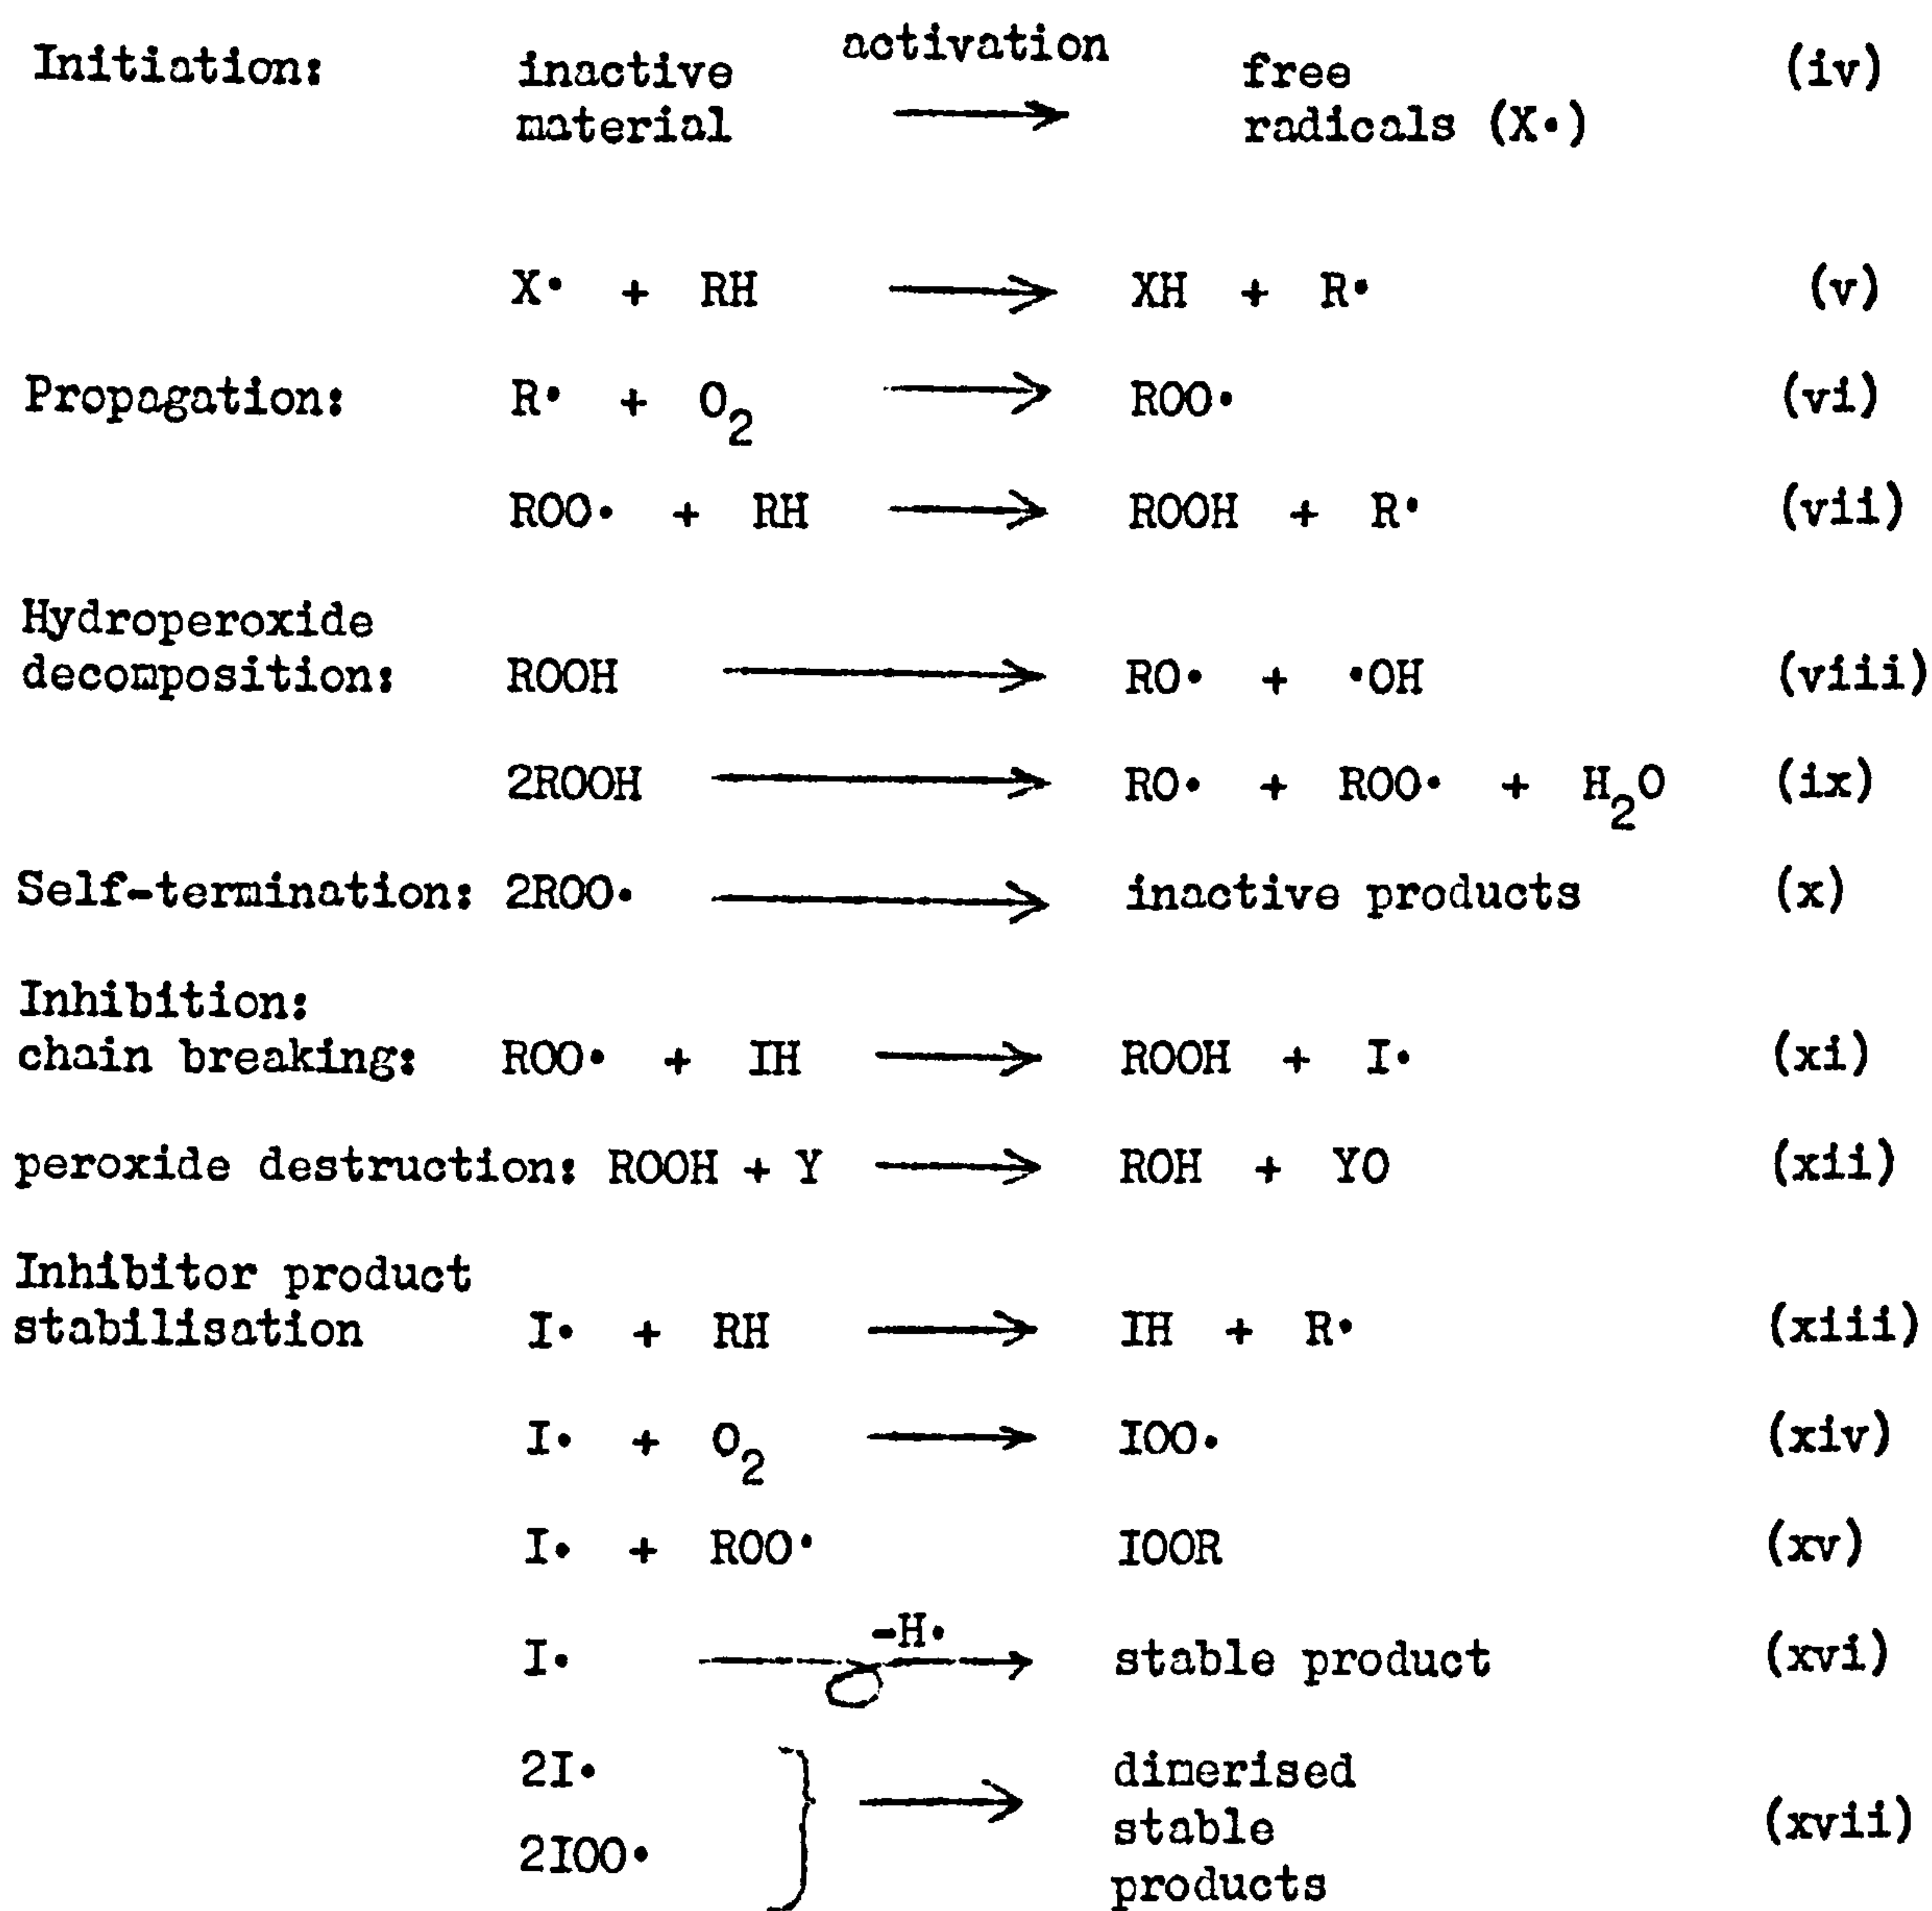 Initiation: inactive material activation → free radicals (X•) (iv)
X• + RH → XH + R• (v)
Propagation: R• + O2 → ROO• (vi)
ROO• + RH → ROOH + R• (vii)
Hydroperoxide
decomposition: ROOH → RO• + •OH (viii)
2ROOH → RO• + ROO• + H2O (ix)
Self-termination: 2ROO• → inactive products (x)
Inhibition:
chain breaking: ROO• + IH → ROOH + I• (xi)
peroxide destruction: ROOH + Y → ROH + YO (xii)
Inhibitor product
stabilisation I• + RH → IH + R• (xiii)
I• + O2 → IOO• (xiv)
I• + ROO• IOOR (xv)
I• -H• → stable product (xvi)
2I• dimerised
stable (xvii)
2IOO• → products